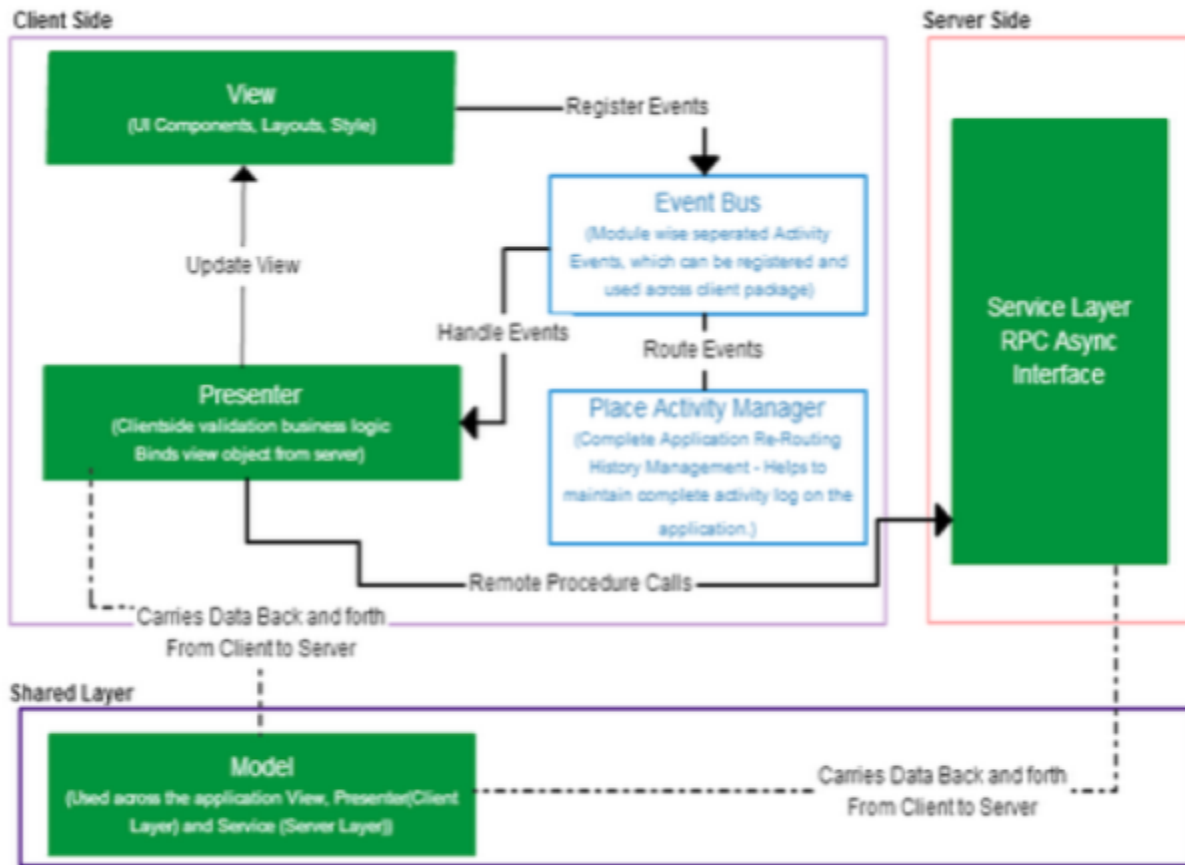 Client Side
Server Side
View
(UI Components, Layouts, Style)
Register Events
Event Bus
(Module wise seperated Activity
Events, which can be registered and
used across client package)
Update View
Handle Events
Route Events
Service Layer
RPC Async
Interface
Presenter
(Clientside validation business logic
Binds view object from server)
Place Activity Manager
(Complete Application Re-Routing
History Management - Helps to
maintain complete activity log on the
application.)
Remote Procedure Calls
Carries Data Back and forth
From Client to Server
Shared Layer
Model
(Used across the application View, Presenter(Client
Layer) and Service (Server Layer))
Carries Data Back and forth
From Client to Server